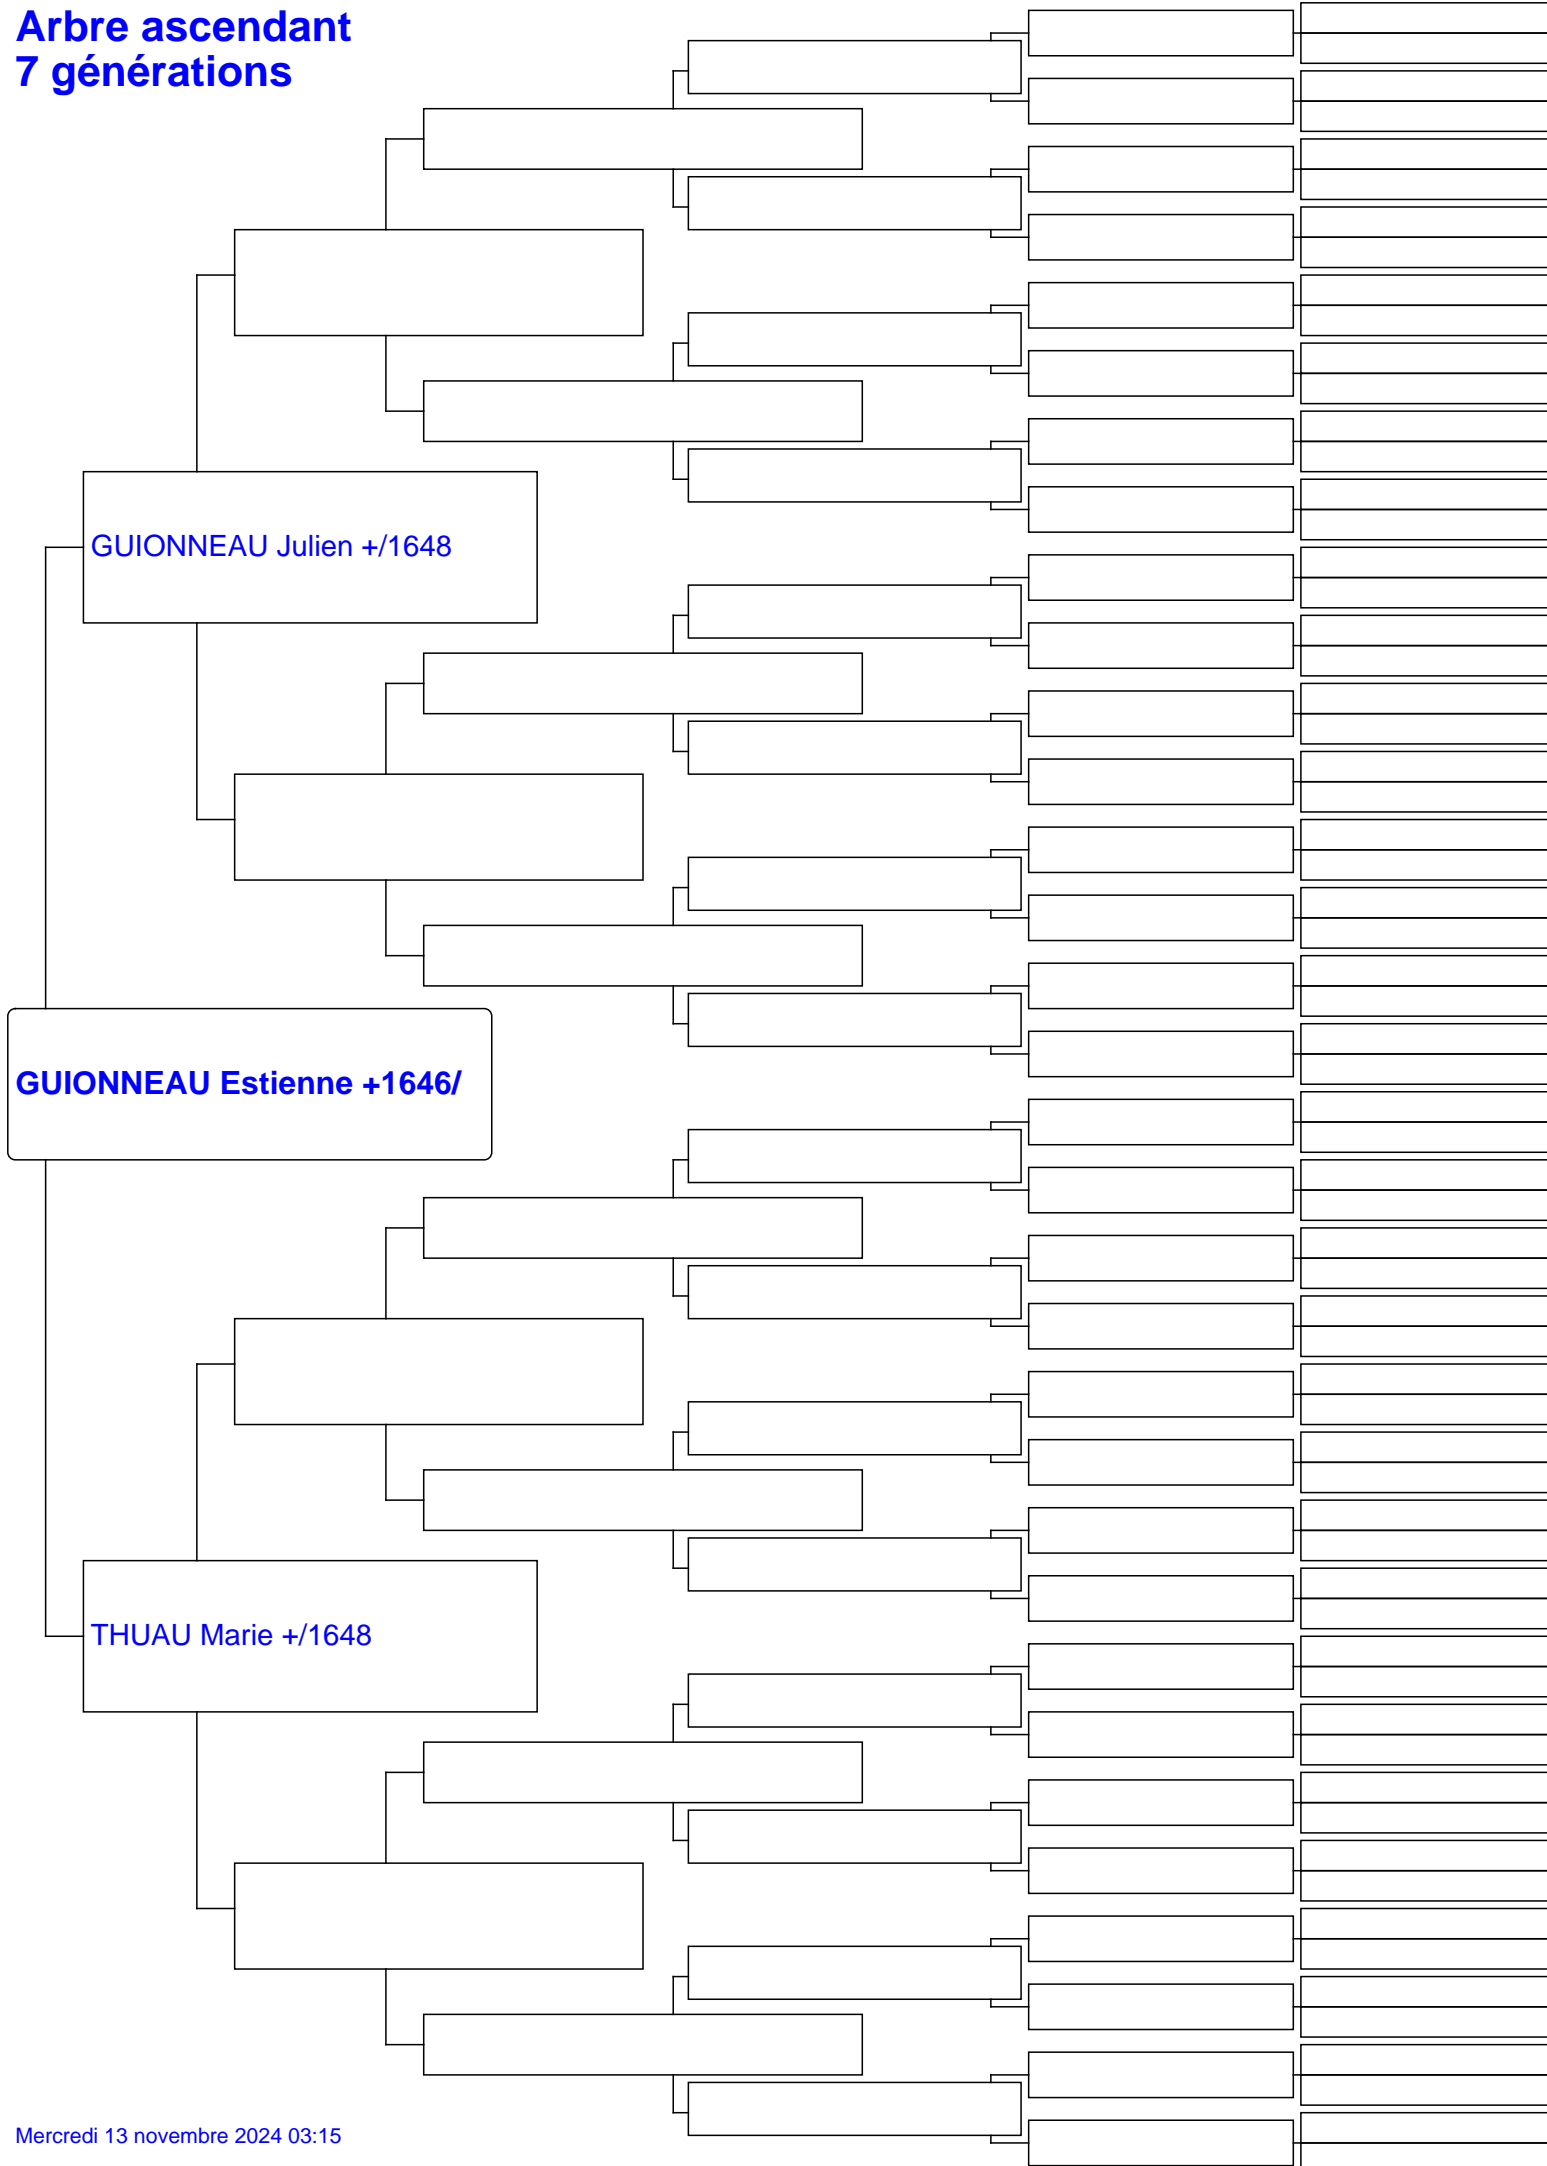 Arbre ascendant
7 générations
GUIONNEAU Julien +/1648
GUIONNEAU Estienne +1646/
THUAU Marie +/1648
Mercredi 13 novembre 2024 03:15